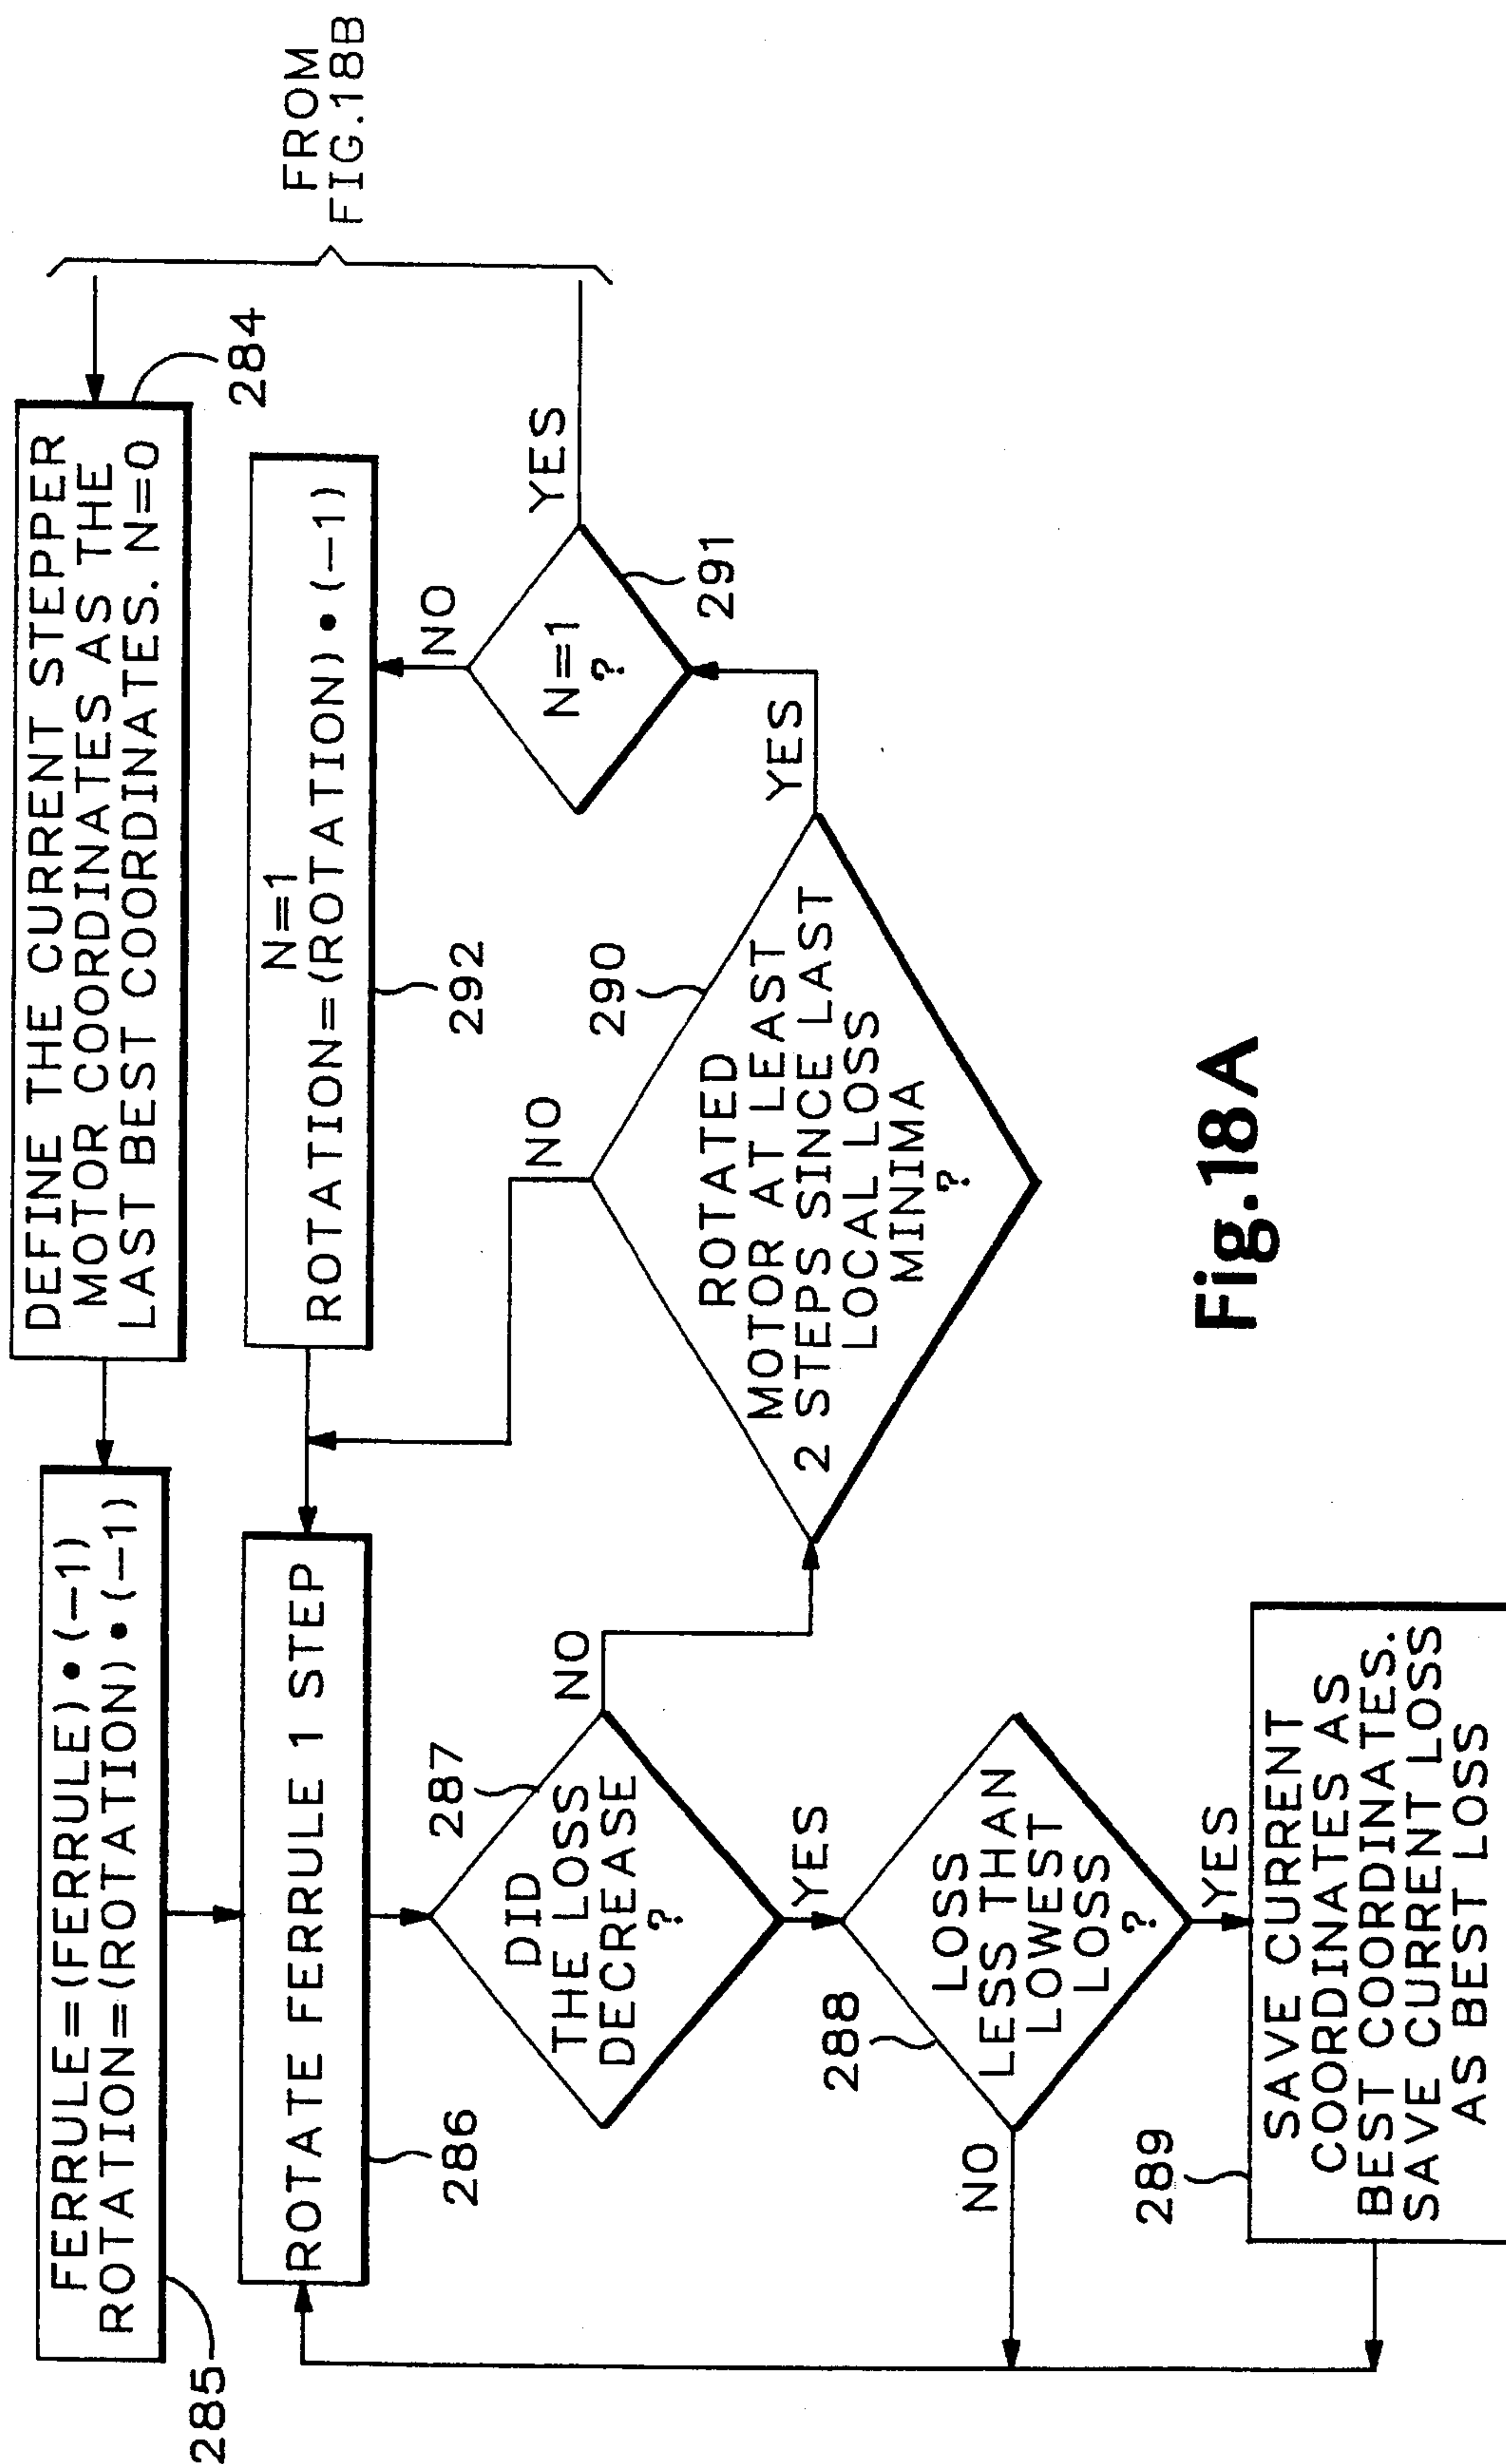 FERRULE=(FERRULE)•(−1)
ROTATION=(ROTATION)•(−1)
285
DEFINE THE CURRENT STEPPER
MOTOR COORDINATES AS THE
LAST BEST COORDINATES. N=0
284
FROM
FIG.18B
ROTATE FERRULE 1 STEP
286
N=1
ROTATION=(ROTATION)•(−1)
292
DID
THE LOSS
DECREASE
?
287
NO
YES
ROTATED
MOTOR AT LEAST
2 STEPS SINCE LAST
LOCAL LOSS
MINIMA
?
290
NO
YES
N=1
?
291
NO
YES
LOSS
LESS THAN
LOWEST
LOSS
?
288
NO
YES
SAVE CURRENT
COORDINATES AS
BEST COORDINATES.
SAVE CURRENT LOSS
AS BEST LOSS
289
Fig.18A